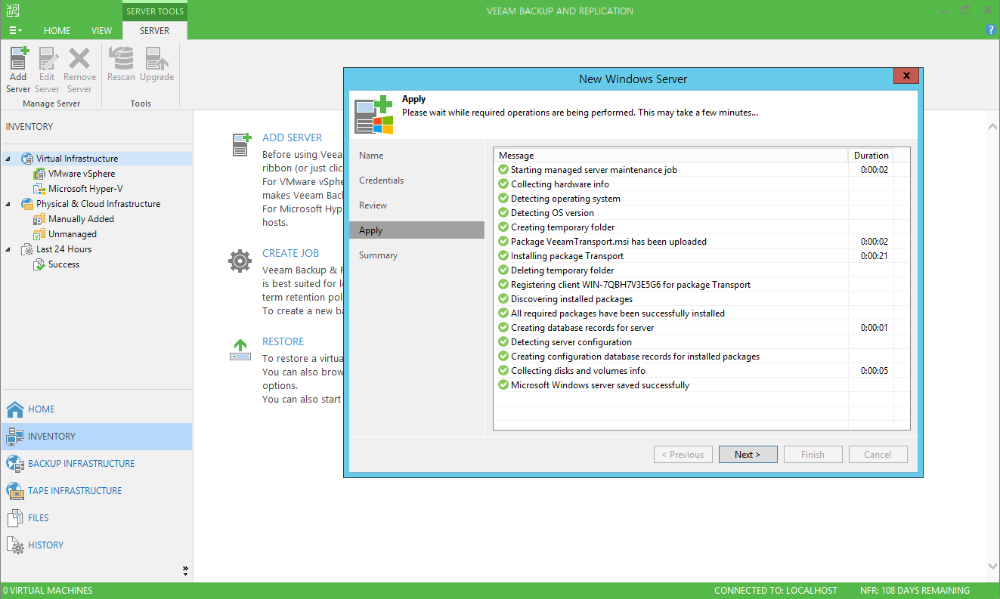 SERVER TOOLS
VEEAM BACKUP AND REPLICATION
HOME
VIEW
SERVER
?
Add Server
Edit Server
Remove Server
Rescan
Upgrade
Manage Server
Tools
INVENTORY
Virtual Infrastructure
VMware vSphere
Microsoft Hyper-V
Physical & Cloud Infrastructure
Manually Added
Unmanaged
Last 24 Hours
Success
HOME
INVENTORY
BACKUP INFRASTRUCTURE
TAPE INFRASTRUCTURE
FILES
HISTORY
ADD SERVER
Before using Veea
ribbon (or just clic
For VMware vSphe
makes Veeam Bac
For Microsoft Hyp
hosts.
CREATE JOB
Veeam Backup & R
is best suited for l
term retention pol
To create a new ba
RESTORE
To restore a virtua
You can also brow
options.
You can also start
New Windows Server
Apply
Please wait while required operations are being performed. This may take a few minutes...
Name
Credentials
Review
Apply
Summary
Message Duration
Starting managed server maintenance job 0:00:02
Collecting hardware info
Detecting operating system
Detecting OS version
Creating temporary folder
Package VeeamTransport.msi has been uploaded 0:00:02
Installing package Transport 0:00:21
Deleting temporary folder
Registering client WIN-7QBH7V3E5G6 for package Transport
Discovering installed packages
All required packages have been successfully installed
Creating database records for server 0:00:01
Detecting server configuration
Creating configuration database records for installed packages
Collecting disks and volumes info 0:00:05
Microsoft Windows server saved successfully
< Previous
Next >
Finish
Cancel
0 VIRTUAL MACHINES
CONNECTED TO: LOCALHOST
NFR: 108 DAYS REMAINING